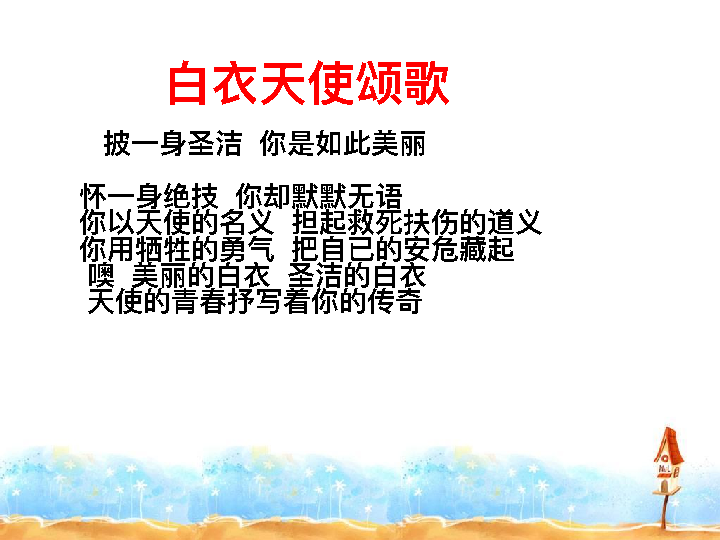 白衣天使颂歌
披一身圣洁 你是如此美丽
怀一身绝技 你却默默无语
你以天使的名义 担起救死扶伤的道义
你用牺牲的勇气 把自已的安危藏起
噢 美丽的白衣 圣洁的白衣
天使的青春抒写着你的传奇